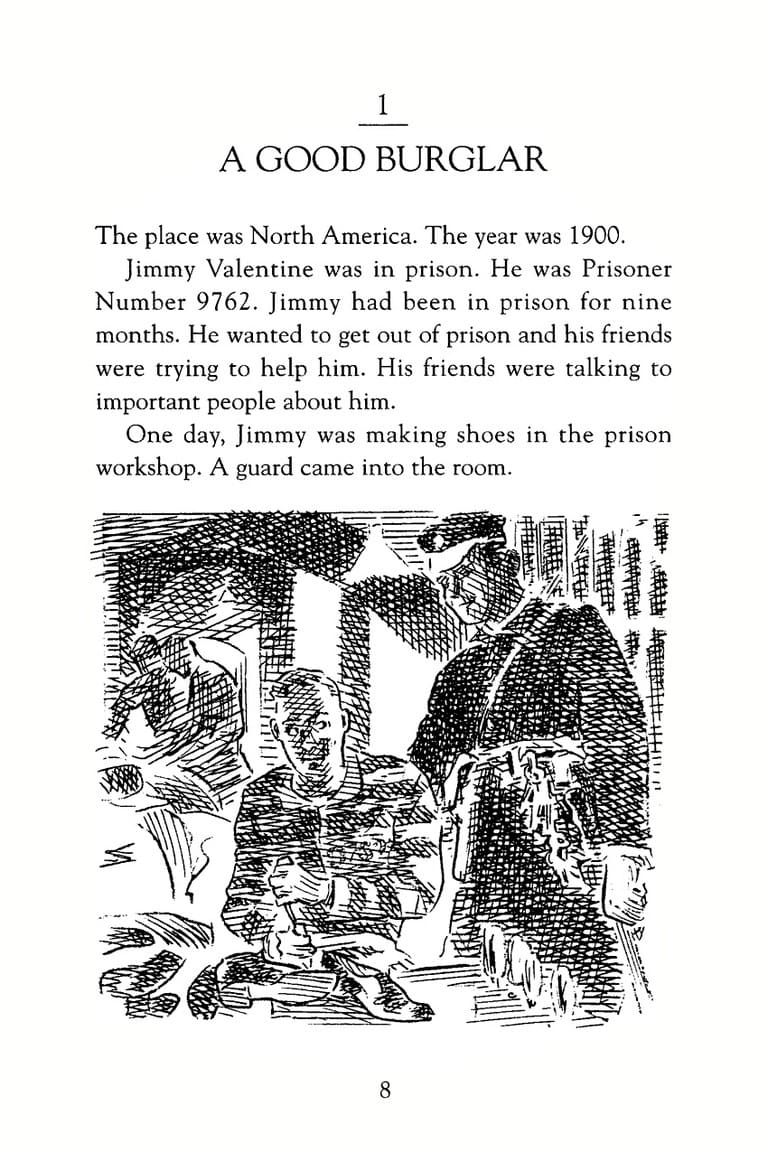 1
A GOOD BURGLAR
The place was North America. The year was 1900.
Jimmy Valentine was in prison. He was Prisoner
Number 9762. Jimmy had been in prison for nine
months. He wanted to get out of prison and his friends
were trying to help him. His friends were talking to
important people about him.
One day, Jimmy was making shoes in the prison
workshop. A guard came into the room.
8